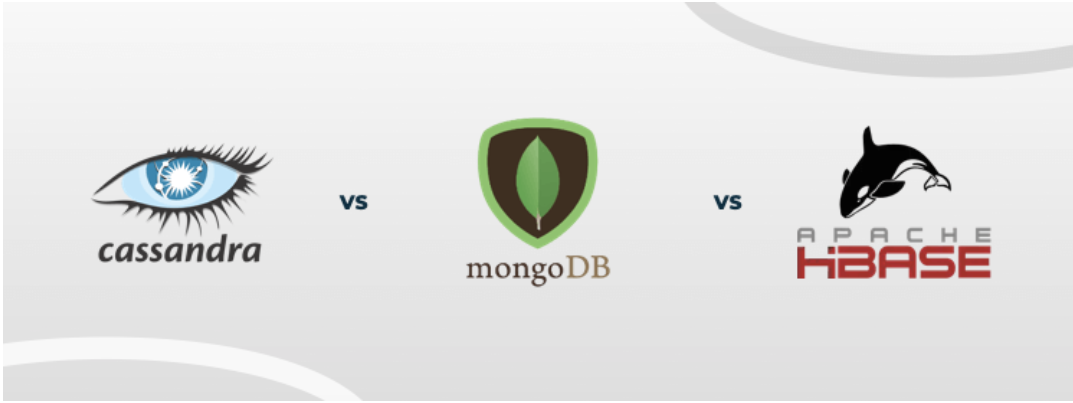 cassandra
vs
mongoDB
vs
APACHE
HBASE